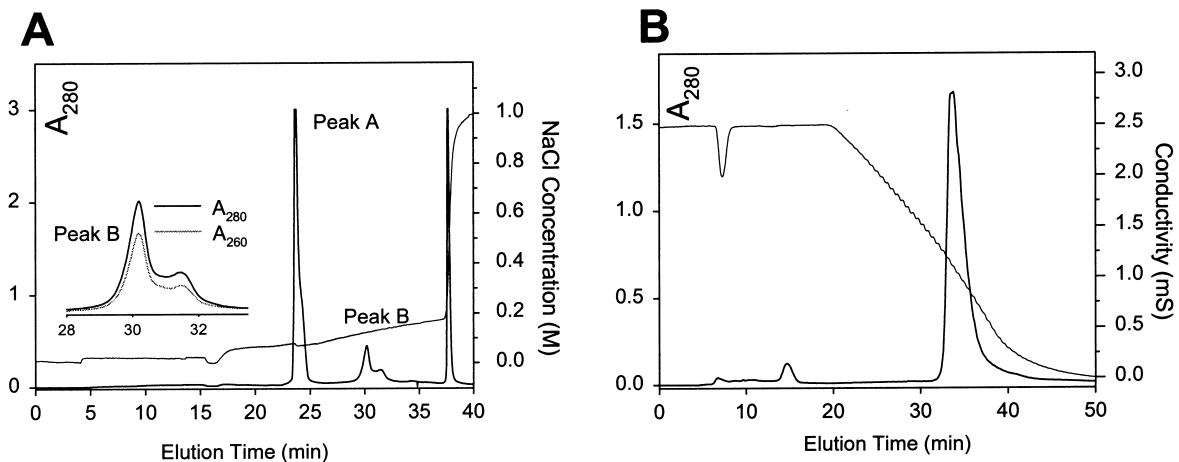 A
B
A280
3
2
1
0
Peak A
Peak B
A280
A260
Peak B
28 30 32
1.0
0.8
0.6
0.4
0.2
0.0
NaCl Concentration (M)
0 5 10 15 20 25 30 35 40
Elution Time (min)
A280
1.5
1.0
0.5
0.0
3.0
2.5
2.0
1.5
1.0
0.5
0.0
Conductivity (mS)
0 10 20 30 40 50
Elution Time (min)